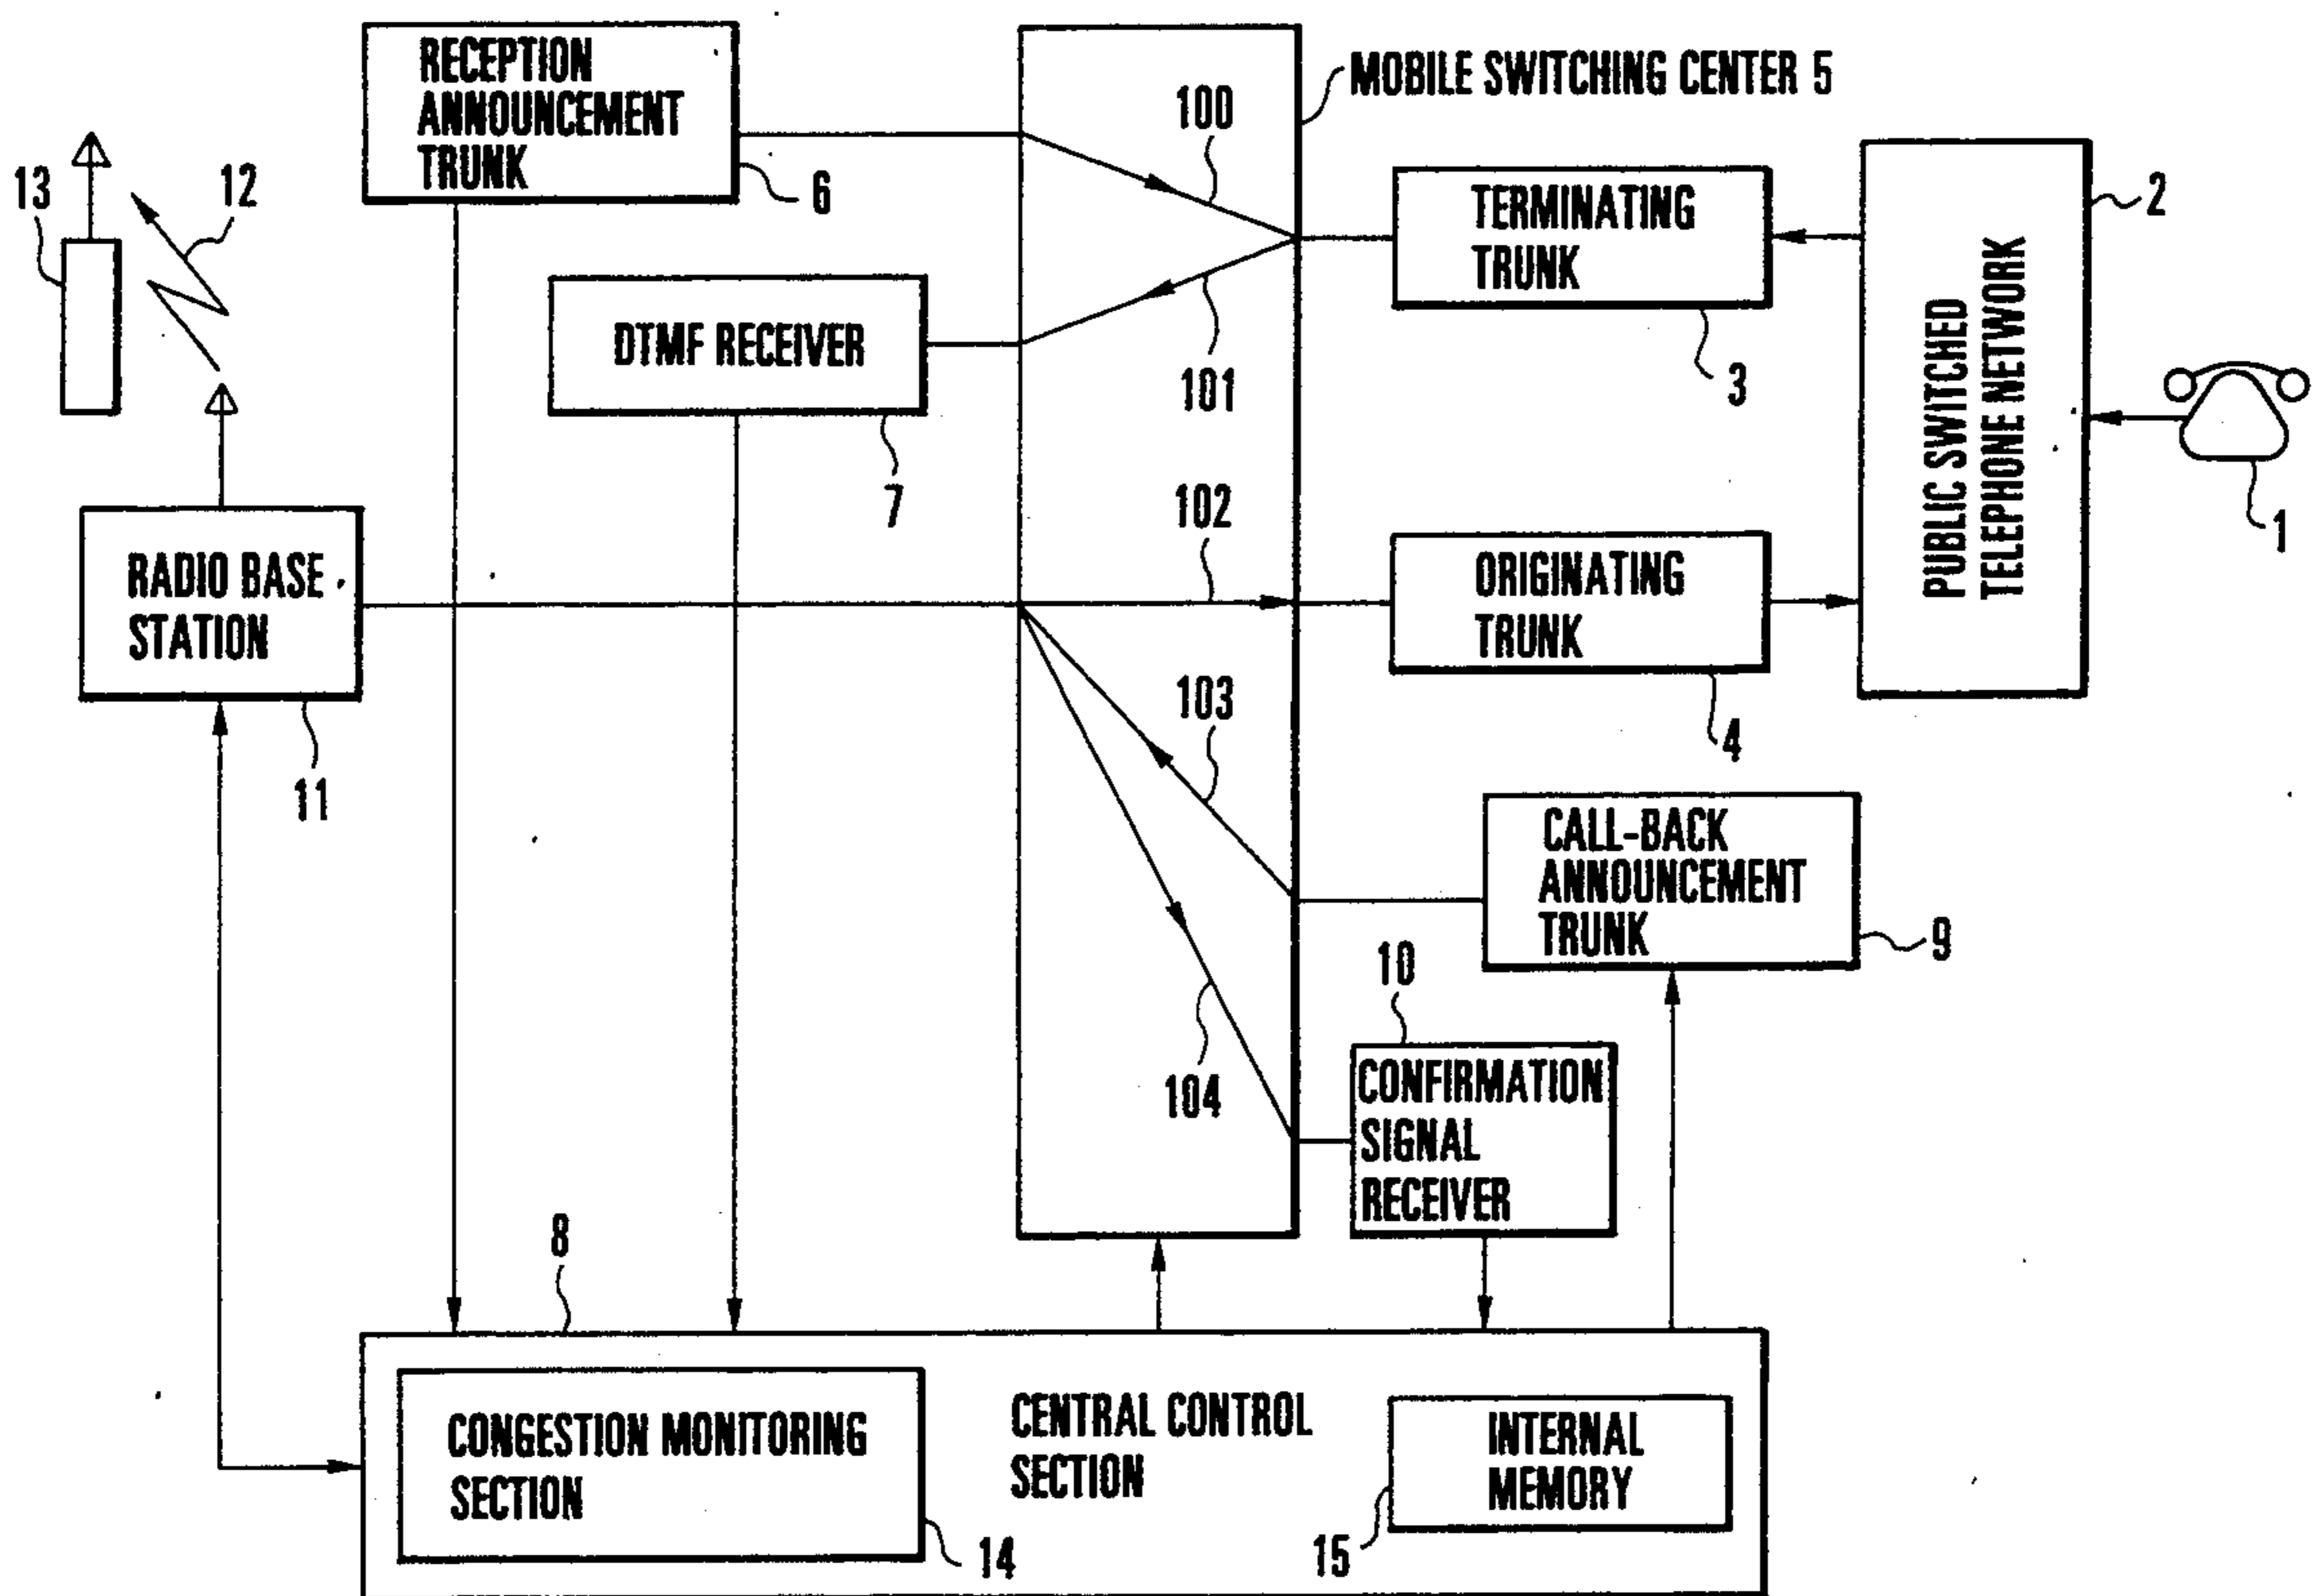 RECEPTION
ANNOUNCEMENT
TRUNK
6
MOBILE SWITCHING CENTER 5
100
13
12
TERMINATING
TRUNK
3
2
DTMF RECEIVER
7
101
PUBLIC SWITCHED
TELEPHONE NETWORK
1
102
RADIO BASE
STATION
11
ORIGINATING
TRUNK
4
103
CALL-BACK
ANNOUNCEMENT
TRUNK
9
10
104
CONFIRMATION
SIGNAL
RECEIVER
8
CONGESTION MONITORING
SECTION
14
CENTRAL CONTROL
SECTION
INTERNAL
MEMORY
15